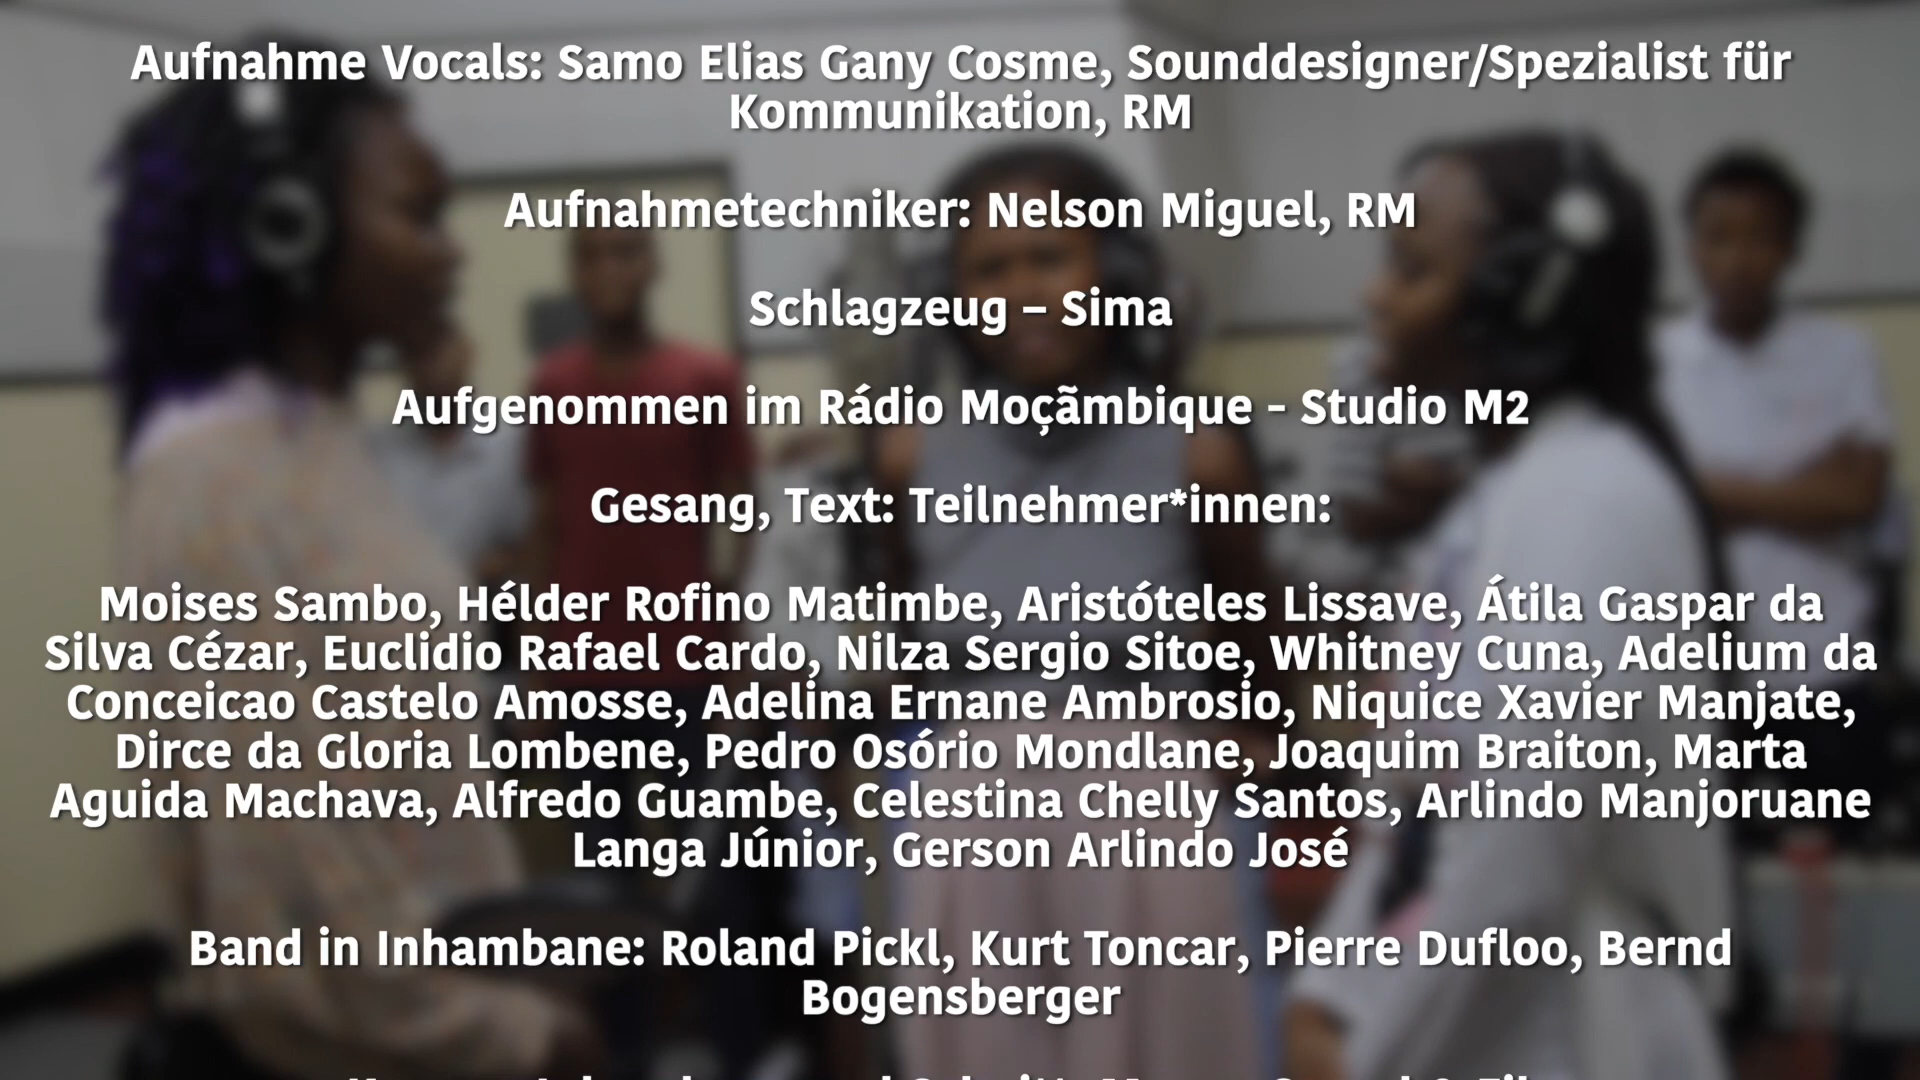 Aufnahme Vocals: Samo Elias Gany Cosme, Sounddesigner/Spezialist für
Kommunikation, RM
Aufnahmetechniker: Nelson Miguel, RM
Schlagzeug – Sima
Aufgenommen im Rádio Moçãmbique - Studio M2
Gesang, Text: Teilnehmer*innen:
Moises Sambo, Hélder Rofino Matimbe, Aristóteles Lissave, Átila Gaspar da
Silva Cézar, Euclidio Rafael Cardo, Nilza Sergio Sitoe, Whitney Cuna, Adelium da
Conceicao Castelo Amosse, Adelina Ernane Ambrosio, Niquice Xavier Manjate,
Dirce da Gloria Lombene, Pedro Osório Mondlane, Joaquim Braiton, Marta
Aguida Machava, Alfredo Guambe, Celestina Chelly Santos, Arlindo Manjoruane
Langa Júnior, Gerson Arlindo José
Band in Inhambane: Roland Pickl, Kurt Toncar, Pierre Dufloo, Bernd
Bogensberger